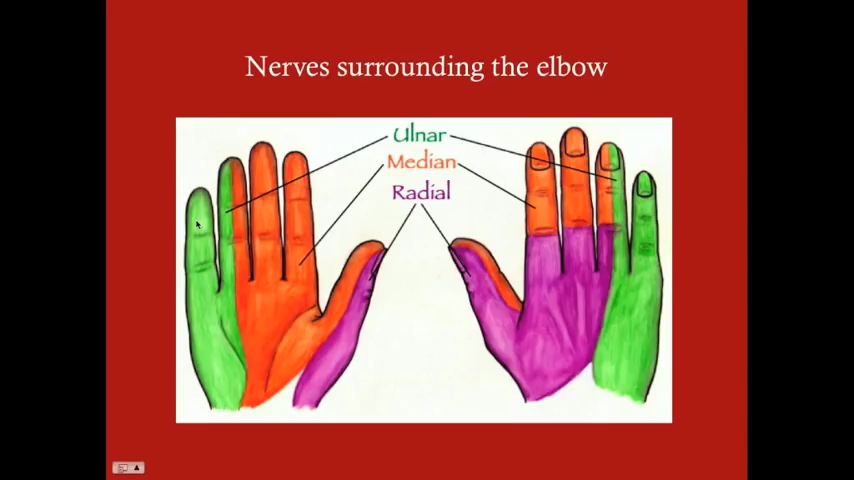 Nerves surrounding the elbow
Ulnar
Median
Radial